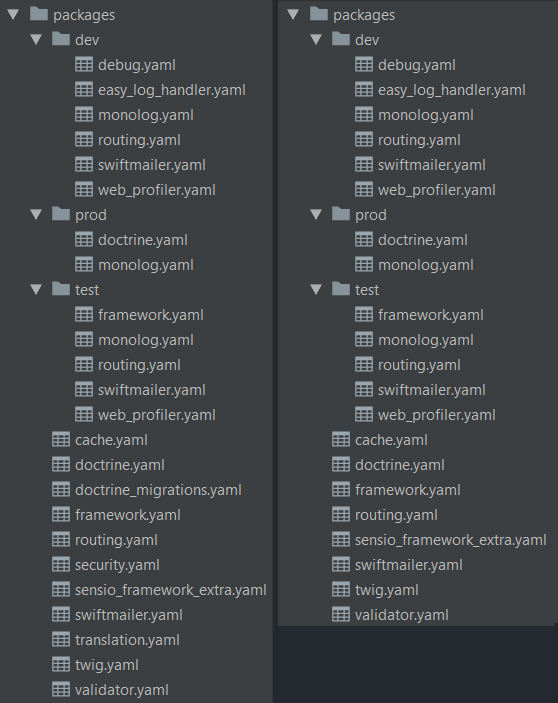 packages
dev
debug.yaml
easy_log_handler.yaml
monolog.yaml
routing.yaml
swiftmailer.yaml
web_profiler.yaml
prod
doctrine.yaml
monolog.yaml
test
framework.yaml
monolog.yaml
routing.yaml
swiftmailer.yaml
web_profiler.yaml
cache.yaml
doctrine.yaml
doctrine_migrations.yaml
framework.yaml
routing.yaml
security.yaml
sensio_framework_extra.yaml
swiftmailer.yaml
translation.yaml
twig.yaml
validator.yaml
packages
dev
debug.yaml
easy_log_handler.yaml
monolog.yaml
routing.yaml
swiftmailer.yaml
web_profiler.yaml
prod
doctrine.yaml
monolog.yaml
test
framework.yaml
monolog.yaml
routing.yaml
swiftmailer.yaml
web_profiler.yaml
cache.yaml
doctrine.yaml
framework.yaml
routing.yaml
sensio_framework_extra.yaml
swiftmailer.yaml
twig.yaml
validator.yaml